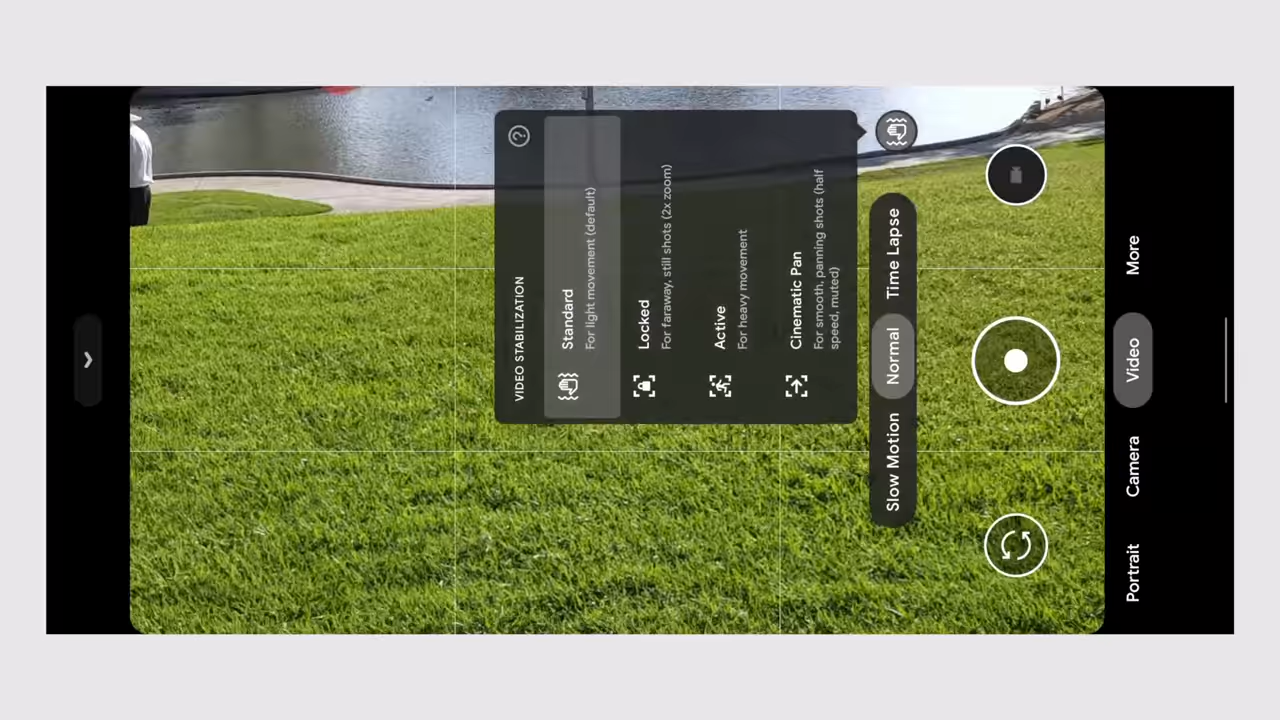 VIDEO STABILIZATION
Standard
For light movement (default)
Locked
For faraway, still shots (2x zoom)
Active
For heavy movement
Cinematic Pan
For smooth, panning shots (half
speed, muted)
Slow Motion
Normal
Time Lapse
Portrait
Camera
Video
More